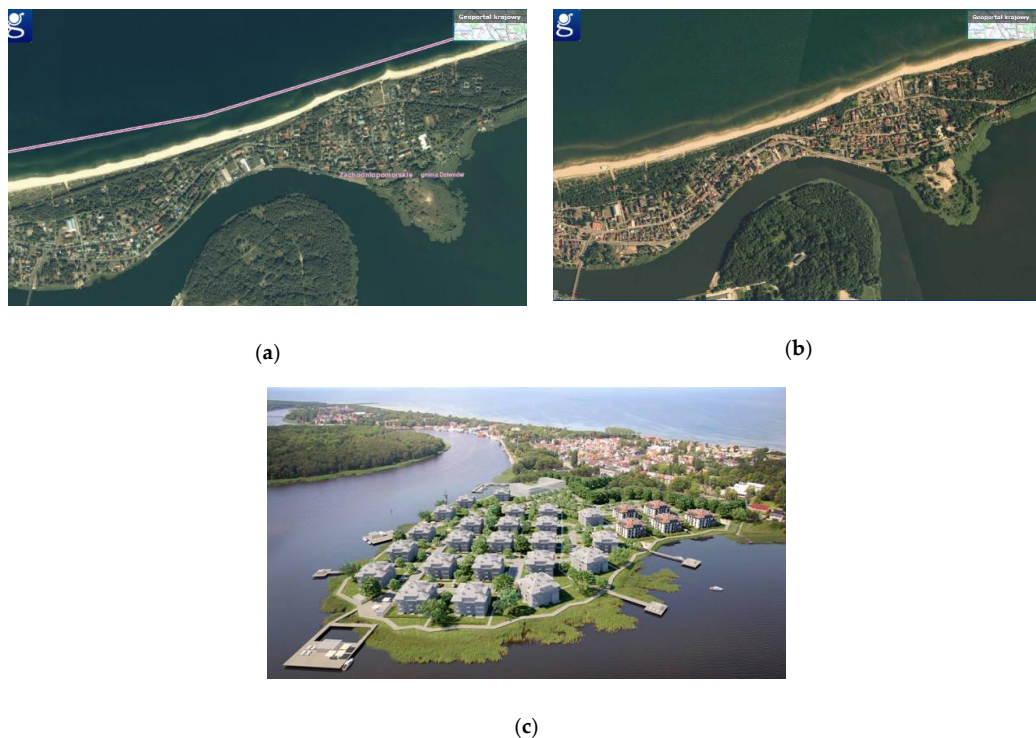 Geoportal krajowy
Geoportal krajowy
Zachodniopomorskie gmina Dziwnów
(a)
(b)
(c)